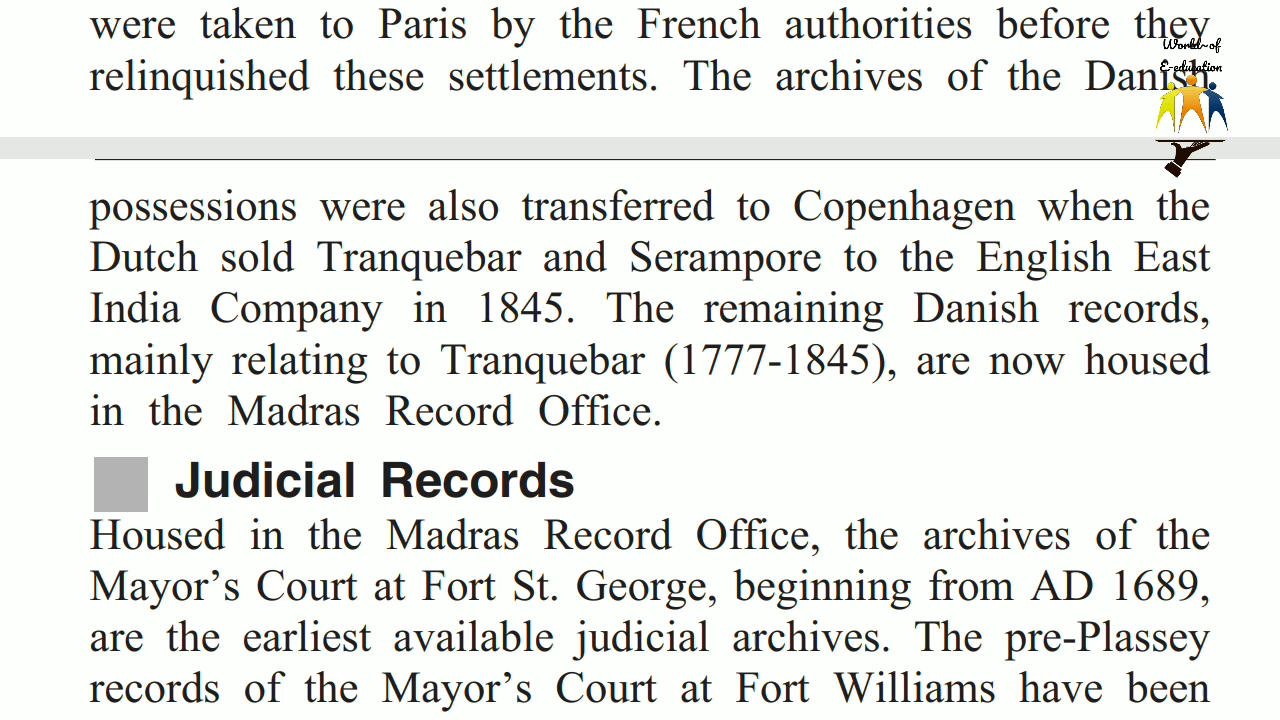 were taken to Paris by the French authorities before they
World of
E-education
relinquished these settlements. The archives of the Danish
possessions were also transferred to Copenhagen when the
Dutch sold Tranquebar and Serampore to the English East
India Company in 1845. The remaining Danish records,
mainly relating to Tranquebar (1777-1845), are now housed
in the Madras Record Office.
Judicial Records
Housed in the Madras Record Office, the archives of the
Mayor’s Court at Fort St. George, beginning from AD 1689,
are the earliest available judicial archives. The pre-Plassey
records of the Mayor’s Court at Fort Williams have been